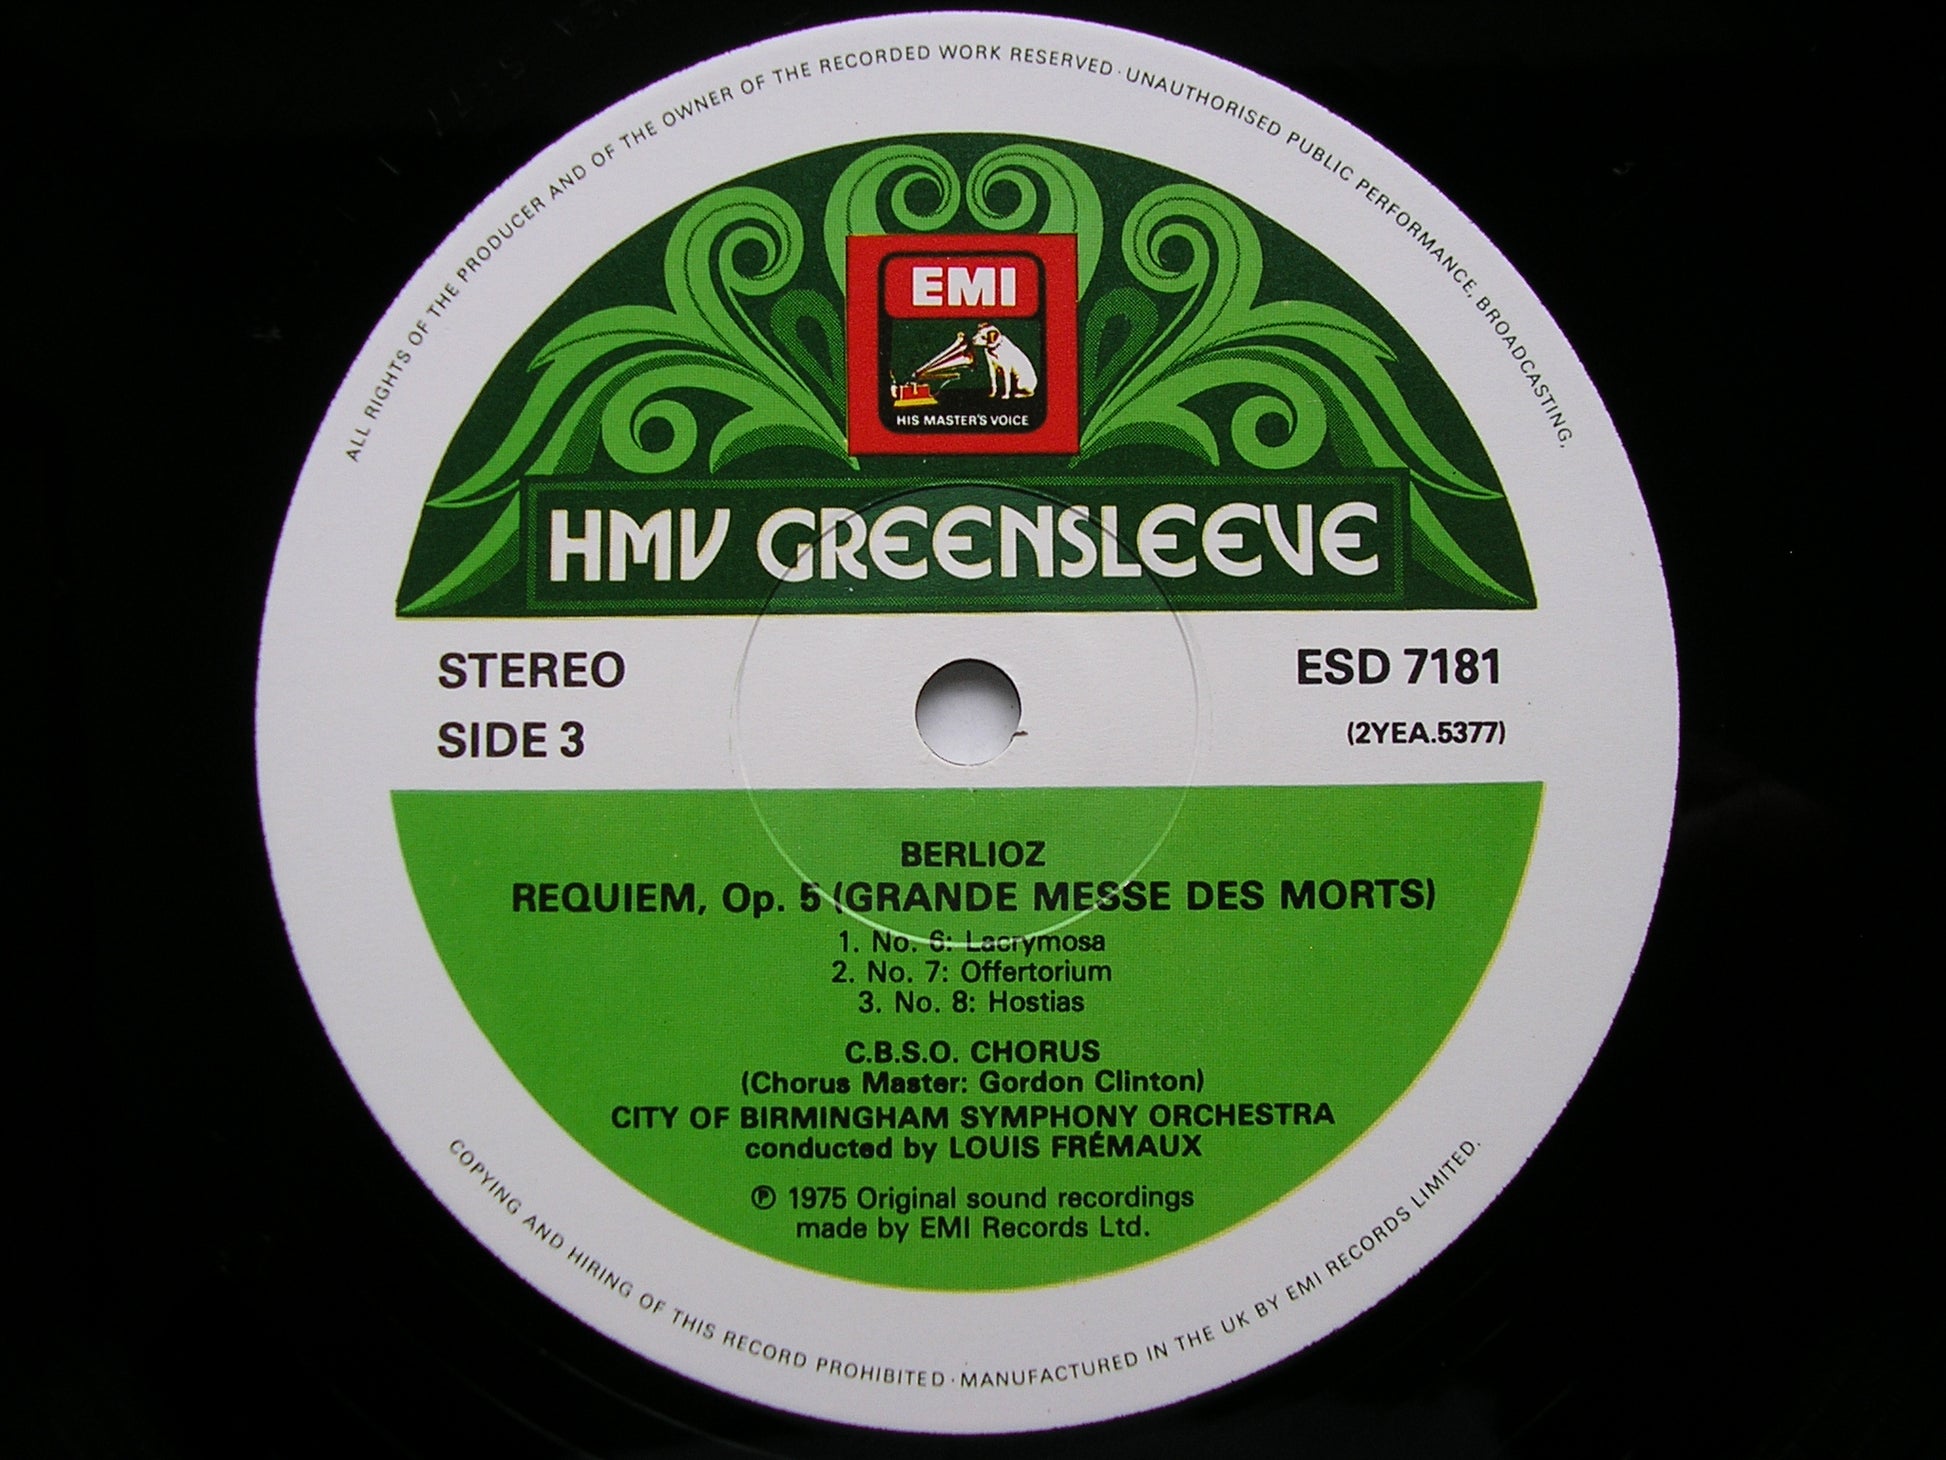 ALL RIGHTS OF THE PRODUCER AND OF THE OWNER OF THE RECORDED WORK RESERVED · UNAUTHORISED PUBLIC PERFORMANCE, BROADCASTING,
EMI
HIS MASTER'S VOICE
HMV GREENSLEEVE
STEREO
ESD 7181
SIDE 3
(2YEA.5377)
BERLIOZ
REQUIEM, Op. 5 (GRANDE MESSE DES MORTS)
1. No. 6: Lacrymosa
2. No. 7: Offertorium
3. No. 8: Hostias
C.B.S.O. CHORUS
(Chorus Master: Gordon Clinton)
CITY OF BIRMINGHAM SYMPHONY ORCHESTRA
conducted by LOUIS FRÉMAUX
℗ 1975 Original sound recordings
made by EMI Records Ltd.
COPYING AND HIRING OF THIS RECORD PROHIBITED · MANUFACTURED IN THE UK BY EMI RECORDS LIMITED.